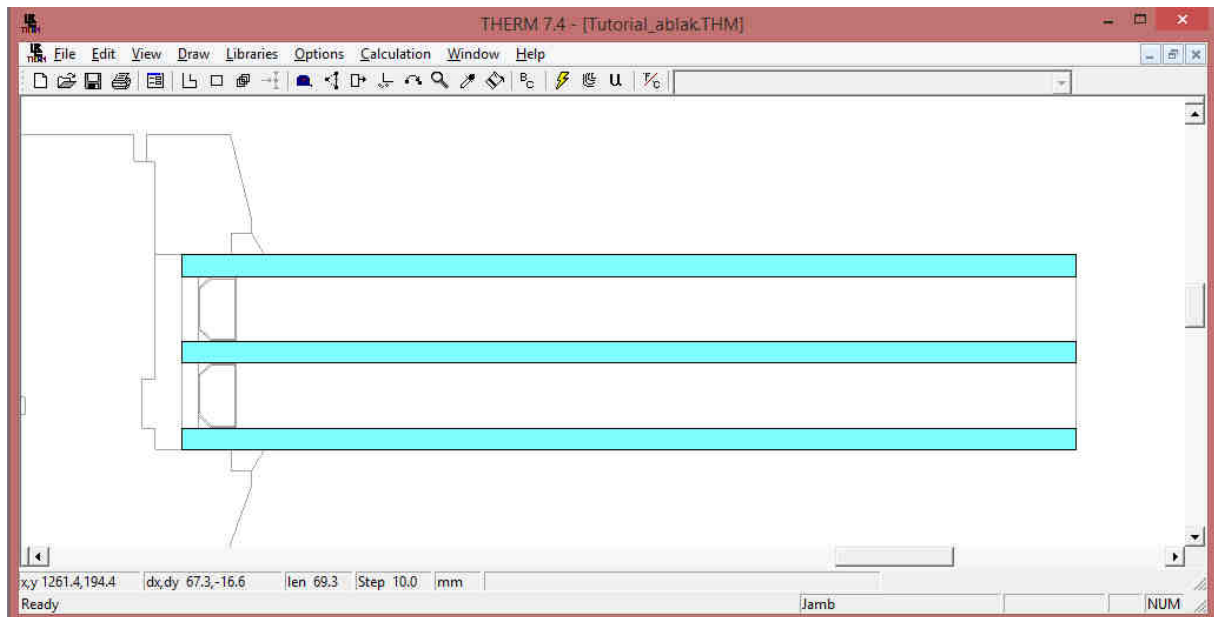 THERM 7.4 - [Tutorial_ablak.THM]
File Edit View Draw Libraries Options Calculation Window Help
BC U T/C
x,y 1261.4,194.4 dx,dy 67.3,-16.6 len 69.3 Step 10.0 mm
Ready Jamb NUM